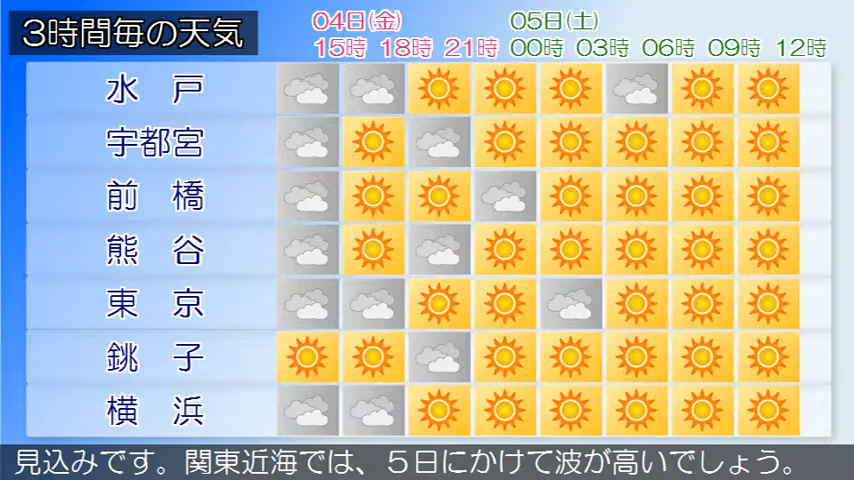 3時間毎の天気
04日(金) 05日(土)
15時 18時 21時 00時 03時 06時 09時 12時
水戸
宇都宮
前橋
熊谷
東京
銚子
横浜
見込みです。関東近海では、５日にかけて波が高いでしょう。